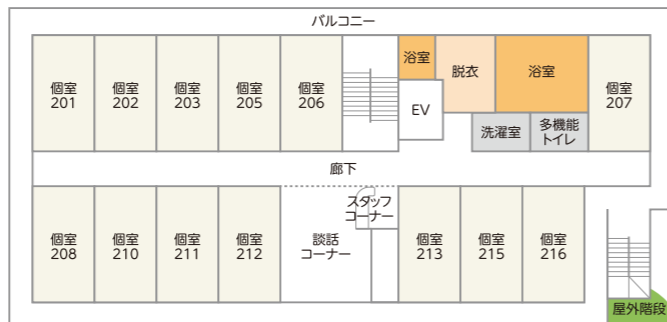 バルコニー
個室
201
個室
202
個室
203
個室
205
個室
206
浴室
脱衣
浴室
EV
洗濯室
多機能
トイレ
個室
207
廊下
個室
208
個室
210
個室
211
個室
212
談話
コーナー
スタッフ
コーナー
個室
213
個室
215
個室
216
屋外階段